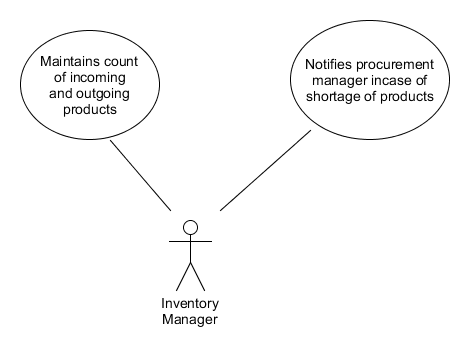 Maintains count
of incoming
and outgoing
products
Notifies procurement
manager incase of
shortage of products
Inventory
Manager